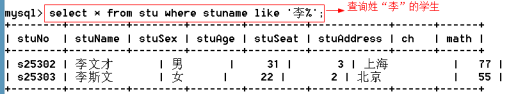 mysql> select * from stu where stuname like '李%'; 查询姓“李”的学生
+--------+---------+--------+--------+---------+------------+------+------+
| stuNo | stuName | stuSex | stuAge | stuSeat | stuAddress | ch | math |
+--------+---------+--------+--------+---------+------------+------+------+
| s25302 | 李文才 | 男 | 31 | 3 | 上海 | 77 |
| s25303 | 李斯文 | 女 | 22 | 2 | 北京 | 55 |
+--------+---------+--------+--------+---------+------------+------+------+